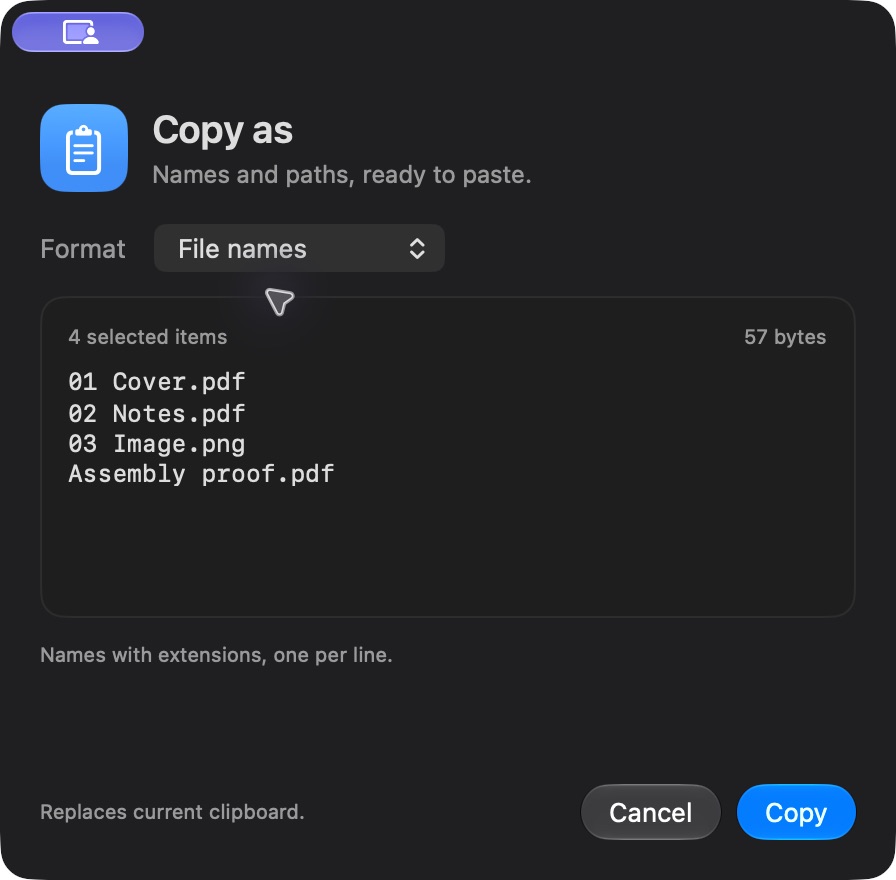 Copy as
Names and paths, ready to paste.
Format File names
4 selected items 57 bytes
01 Cover.pdf
02 Notes.pdf
03 Image.png
Assembly proof.pdf
Names with extensions, one per line.
Replaces current clipboard. Cancel Copy